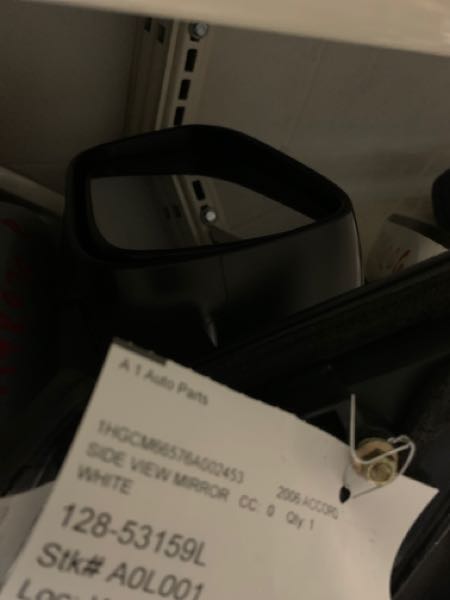 A 1 Auto Parts
1HGCM66576A002453 2006 ACCORD
SIDE VIEW MIRROR CC: 0 Qty 1
WHITE
128-53159L
Stk# A0L001